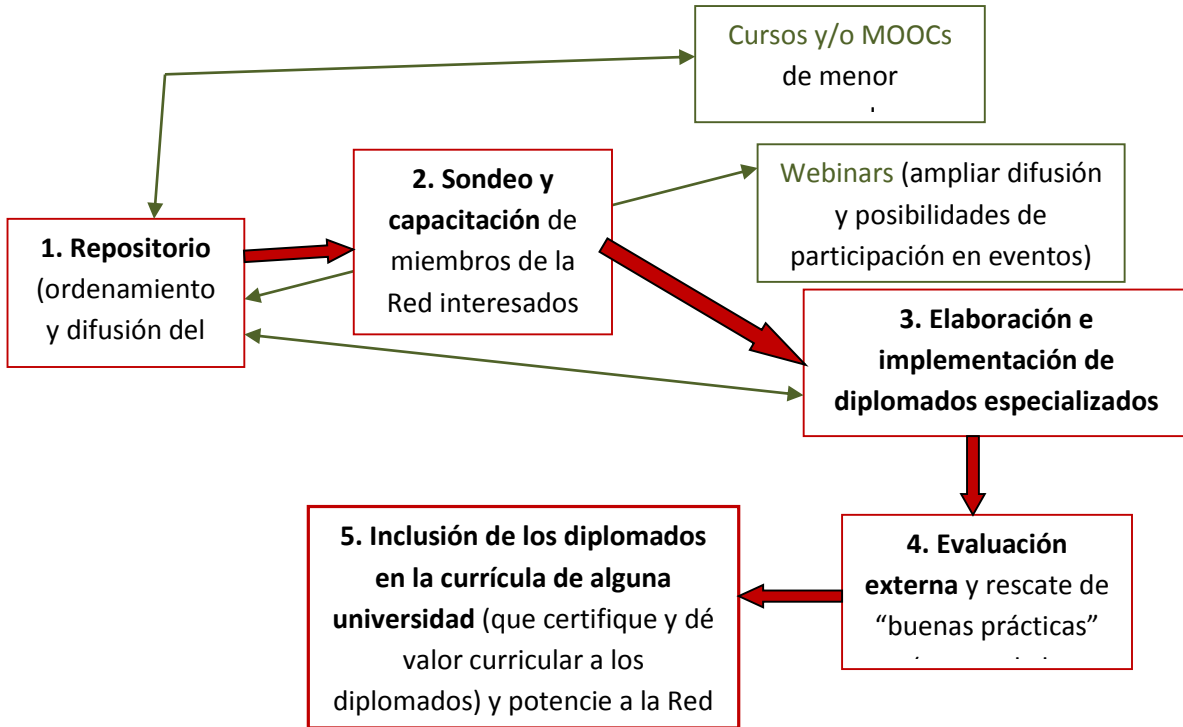 Cursos y/o MOOCs
de menor
1. Repositorio
(ordenamiento
y difusión del
2. Sondeo y
capacitación de
miembros de la
Red interesados
Webinars (ampliar difusión
y posibilidades de
participación en eventos)
3. Elaboración e
implementación de
diplomados especializados
4. Evaluación
externa y rescate de
“buenas prácticas”
5. Inclusión de los diplomados
en la currícula de alguna
universidad (que certifique y dé
valor curricular a los
diplomados) y potencie a la Red